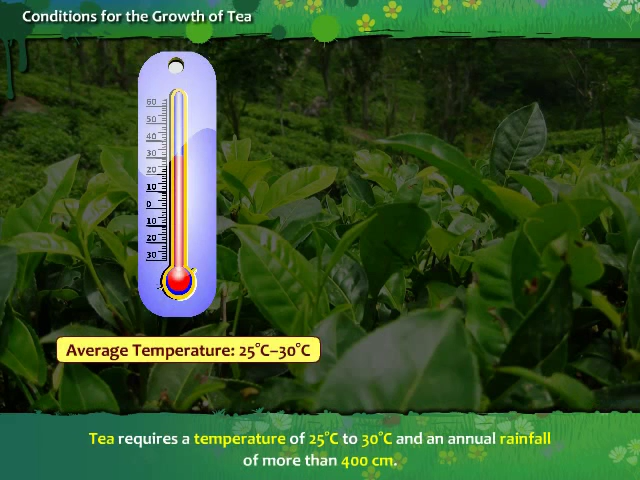 Conditions for the Growth of Tea
60
50
40
30
20
10
0
10
20
30
Average Temperature: 25°C–30°C
Tea requires a temperature of 25°C to 30°C and an annual rainfall
of more than 400 cm.